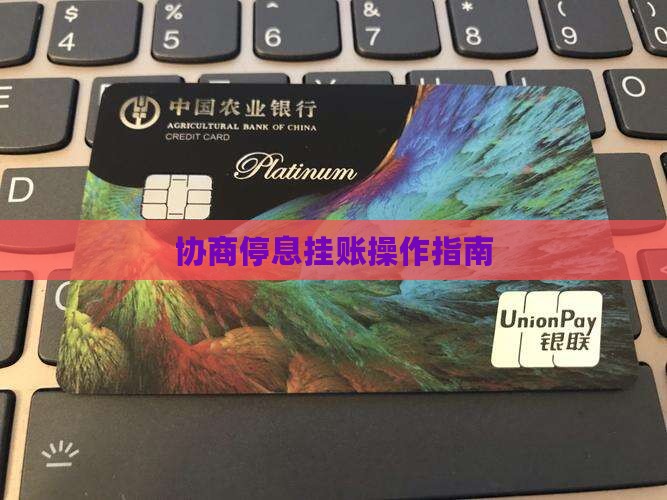 $ % ^ & * ( )
4 5 6 7 8 9 0
E O
中国农业银行
AGRICULTURAL BANK OF CHINA
CREDIT CARD
Platinum
D
协商停息挂账操作指南
UnionPay
银联